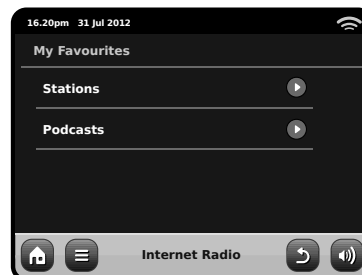 16.20pm 31 Jul 2012
My Favourites
Stations
Podcasts
Internet Radio